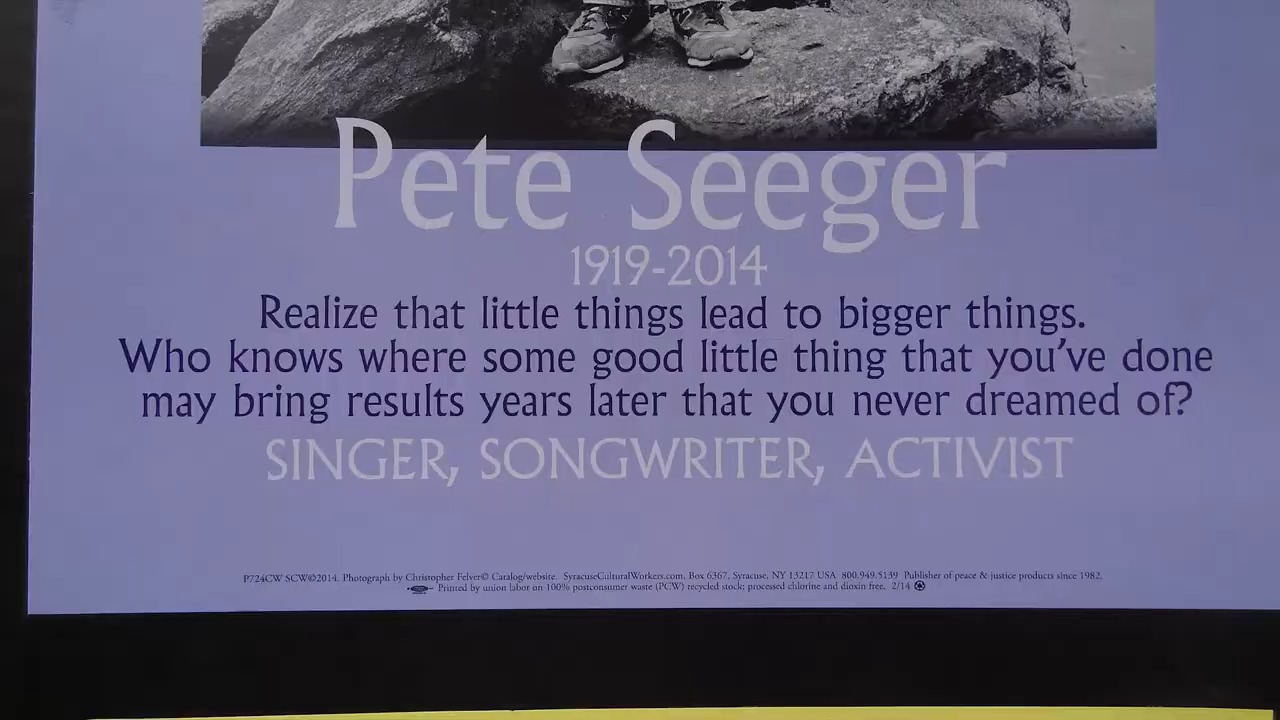 Pete Seeger
1919-2014
Realize that little things lead to bigger things.
Who knows where some good little thing that you've done
may bring results years later that you never dreamed of?
SINGER, SONGWRITER, ACTIVIST
P724CW SCW©2014. Photograph by Christopher Felver© Catalog/website. SyracuseCulturalWorkers.com, Box 6367, Syracuse, NY 13217 USA 800.949.5139 Publisher of peace & justice products since 1982.
Printed by union labor on 100% postconsumer waste (PCW) recycled stock; processed chlorine and dioxin free. 2/14